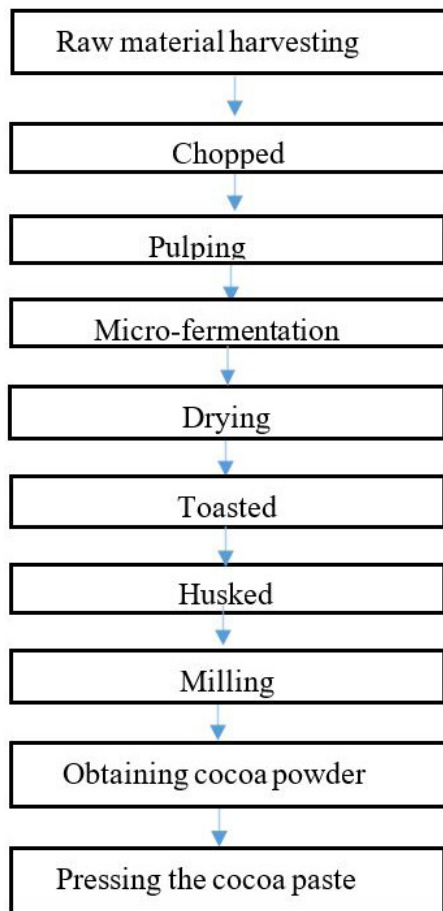 Raw material harvesting
Chopped
Pulping
Micro-fermentation
Drying
Toasted
Husked
Milling
Obtaining cocoa powder
Pressing the cocoa paste